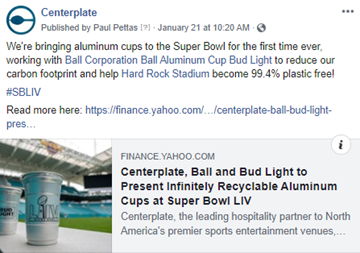 Centerplate
Published by Paul Pettas [?] · January 21 at 10:20 AM ·
We're bringing aluminum cups to the Super Bowl for the first time ever,
working with Ball Corporation Ball Aluminum Cup Bud Light to reduce our
carbon footprint and help Hard Rock Stadium become 99.4% plastic free!
#SBLIV
Read more here: https://finance.yahoo.com/…/centerplate-ball-bud-light-
pres…
FINANCE.YAHOO.COM
Centerplate, Ball and Bud Light to
Present Infinitely Recyclable Aluminum
Cups at Super Bowl LIV
Centerplate, the leading hospitality partner to North
America's premier sports entertainment venues,…
LIV